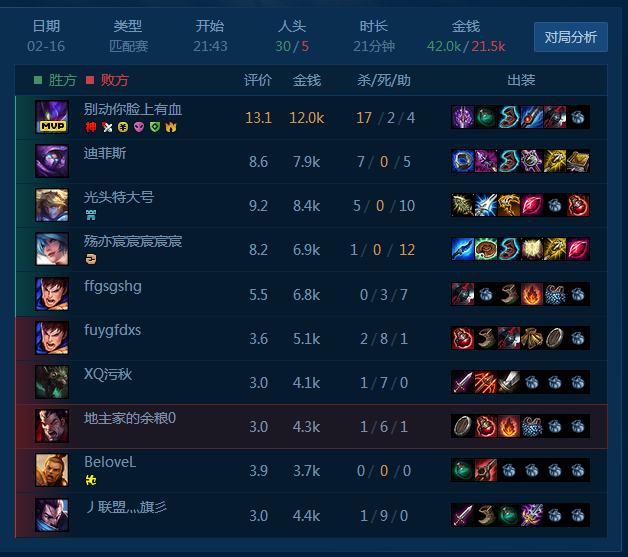 日期 类型 开始 人头 时长 金钱
02-16 匹配赛 21:43 30/5 21分钟 42.0k/21.5k 对局分析
胜方 败方 评价 金钱 杀/死/助 出装
别动你脸上有血 13.1 12.0k 17/2/4
MVP
迪菲斯 8.6 7.9k 7/0/5
光头特大号 9.2 8.4k 5/0/10
殇亦宸宸宸宸宸 8.2 6.9k 1/0/12
ffgsgshg 5.5 6.8k 0/3/7
fuygfdxs 3.6 5.1k 2/8/1
XQ污秋 3.0 4.1k 1/7/0
地主家的余粮0 3.0 4.3k 1/6/1
BeloveL 3.9 3.7k 0/0/0
丿联盟灬旗彡 3.0 4.4k 1/9/0